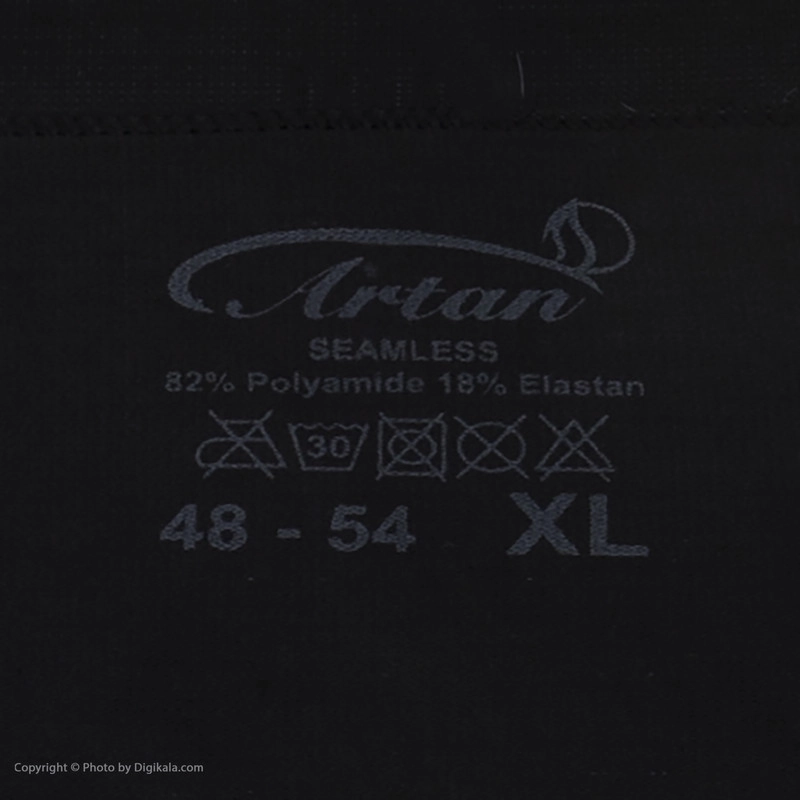 Artan
SEAMLESS
82% Polyamide 18% Elastan
30
48 - 54 XL
Copyright © Photo by Digikala.com